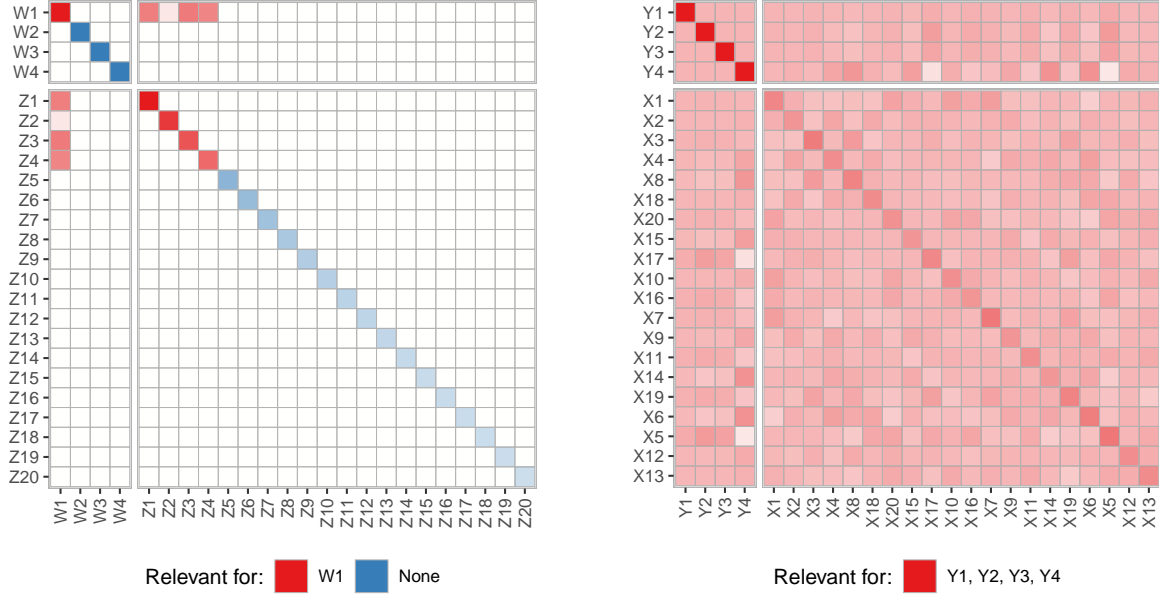 W1
W2
W3
W4
Z1
Z2
Z3
Z4
Z5
Z6
Z7
Z8
Z9
Z10
Z11
Z12
Z13
Z14
Z15
Z16
Z17
Z18
Z19
Z20
W1 W2 W3 W4 Z1 Z2 Z3 Z4 Z5 Z6 Z7 Z8 Z9 Z10 Z11 Z12 Z13 Z14 Z15 Z16 Z17 Z18 Z19 Z20
Relevant for: W1 None
Y1
Y2
Y3
Y4
X1
X2
X3
X4
X8
X18
X20
X15
X17
X10
X16
X7
X9
X11
X14
X19
X6
X5
X12
X13
Y1 Y2 Y3 Y4 X1 X2 X3 X4 X8 X18 X20 X15 X17 X10 X16 X7 X9 X11 X14 X19 X6 X5 X12 X13
Relevant for: Y1, Y2, Y3, Y4